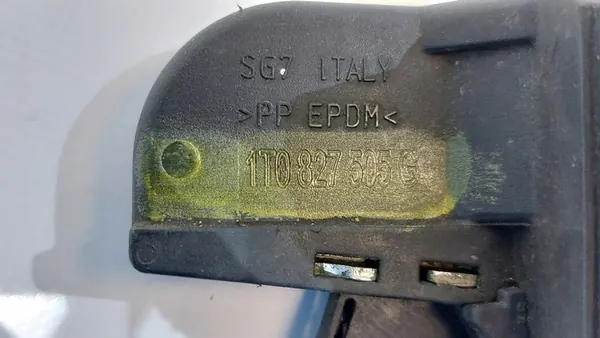 SG7 ITALY
>PP EPDM<
1T0 827 505 G